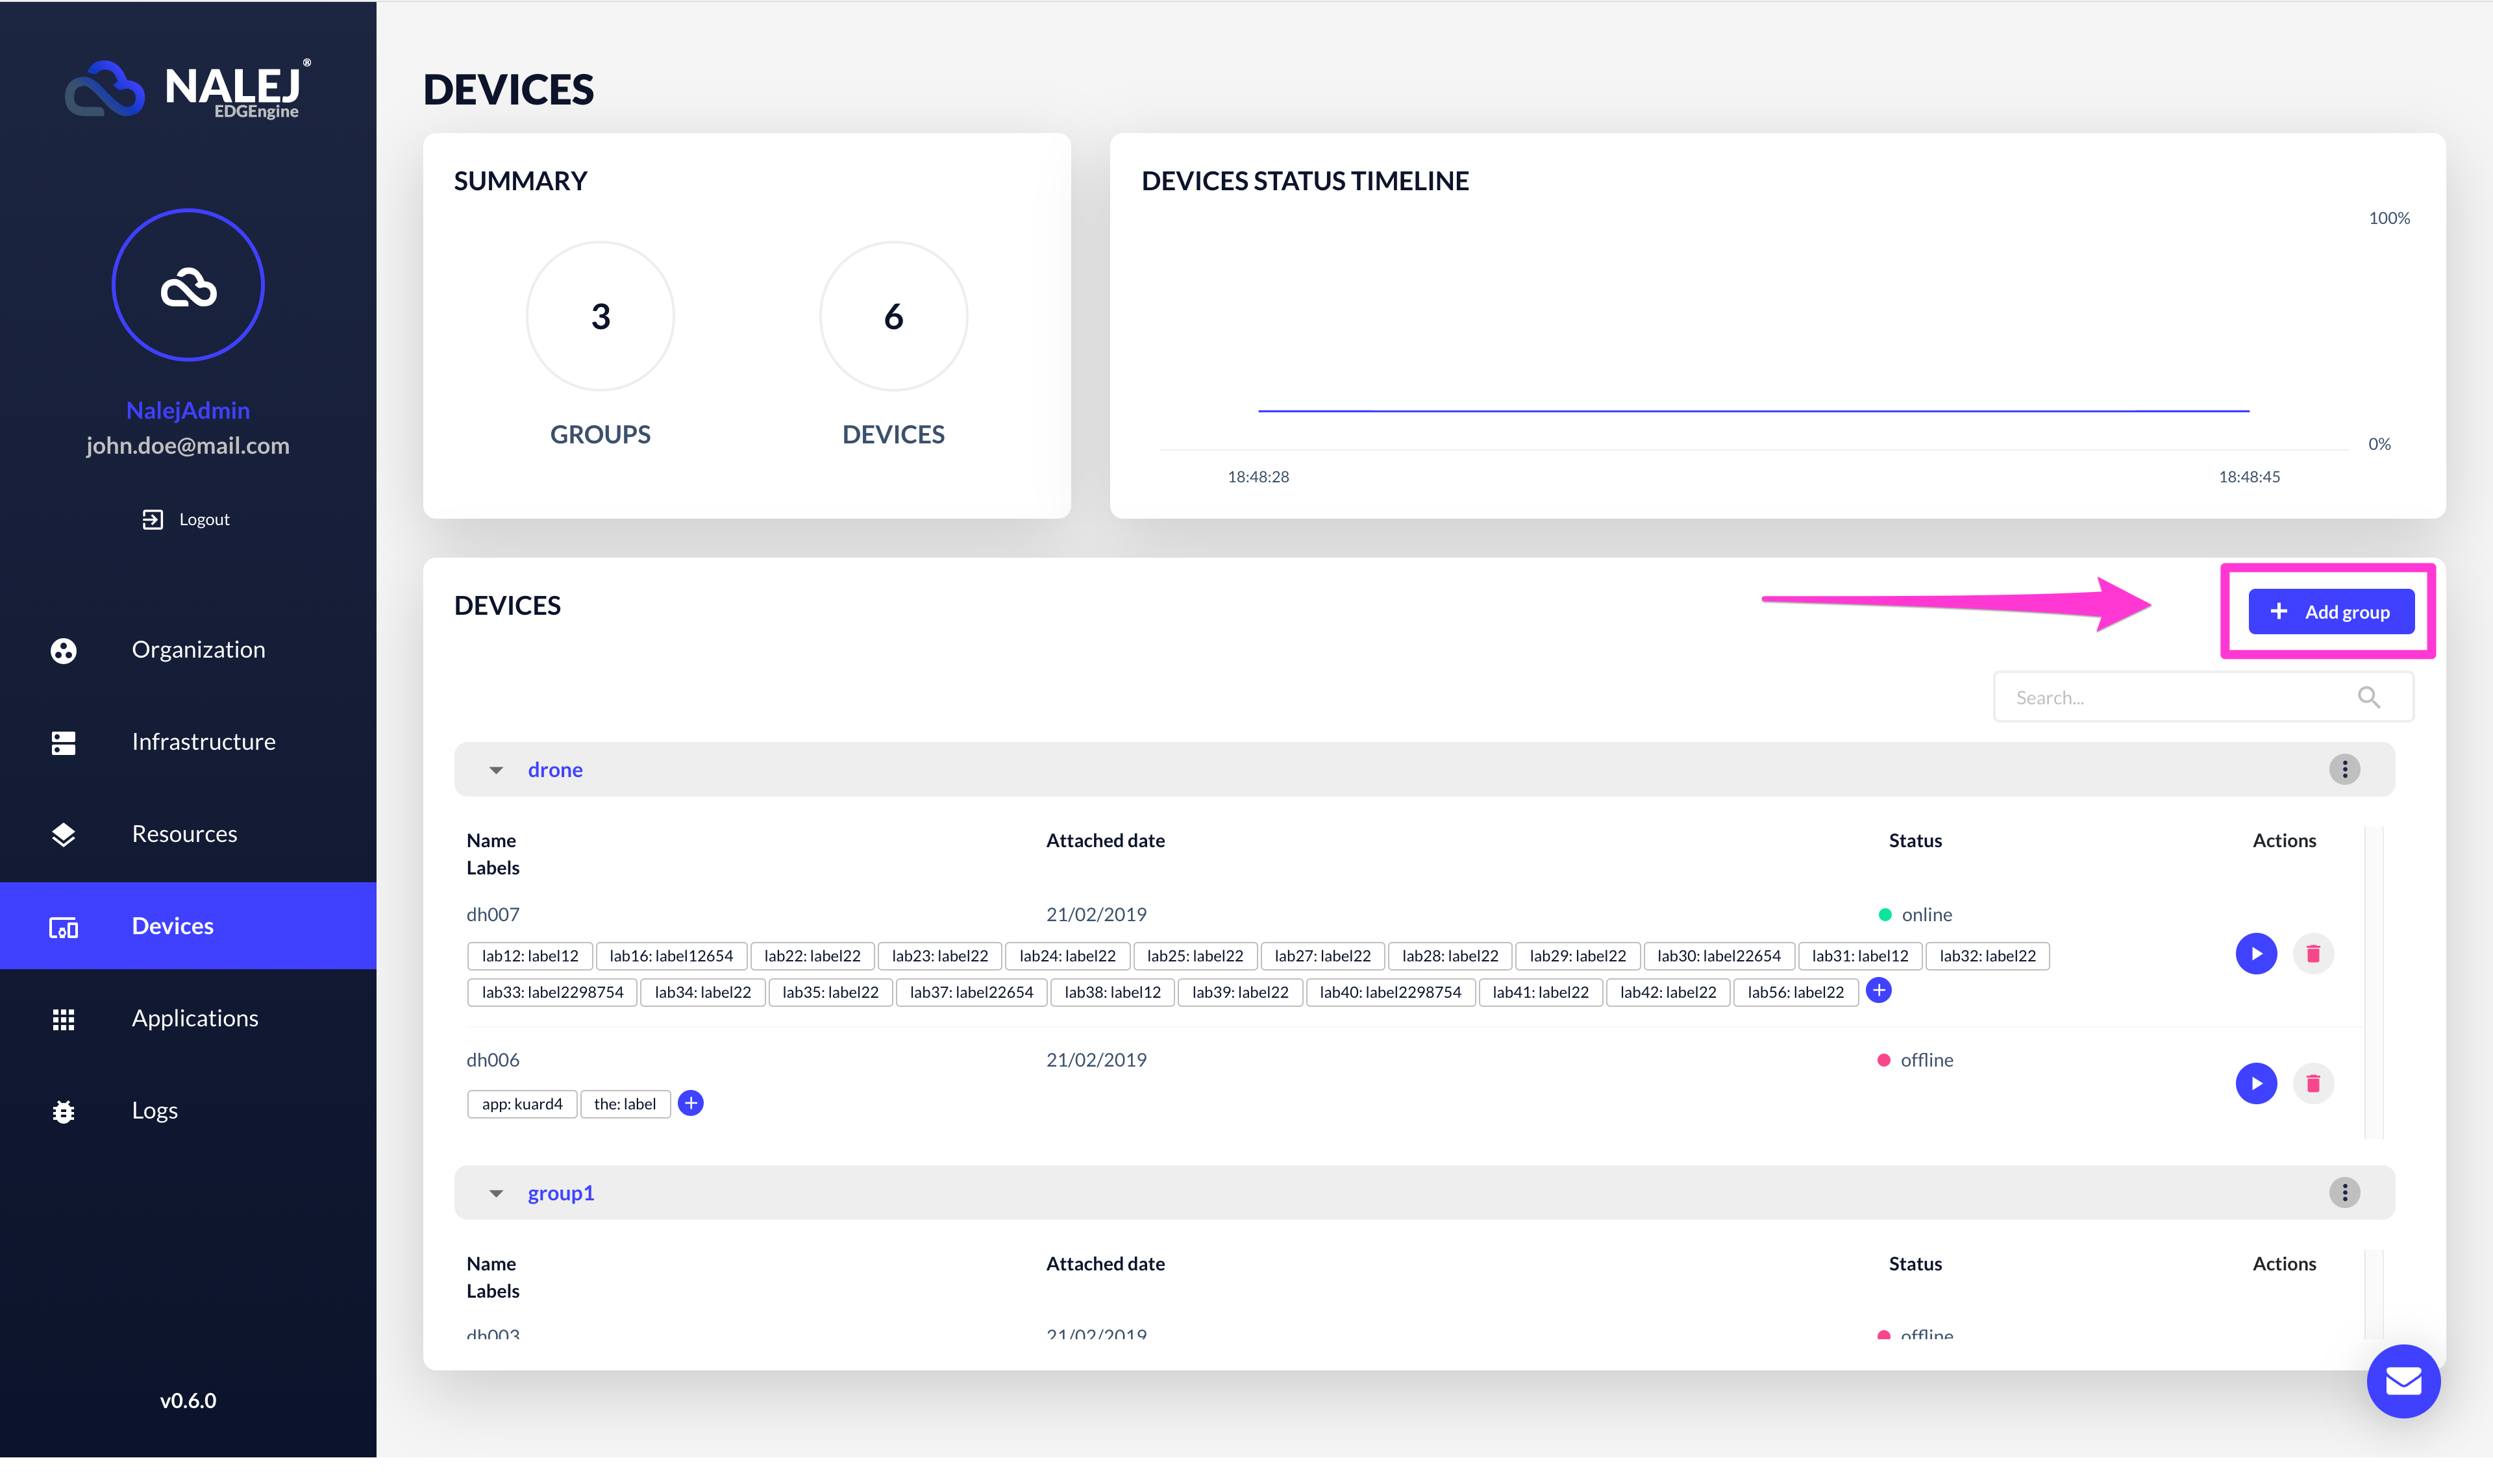 NALEJ®
EDGEngine
NalejAdmin
john.doe@mail.com
Logout
Organization
Infrastructure
Resources
Devices
Applications
Logs
v0.6.0
DEVICES
SUMMARY
3
6
GROUPS
DEVICES
DEVICES STATUS TIMELINE
100%
0%
18:48:28
18:48:45
DEVICES
+ Add group
Search...
drone
Name
Attached date
Status
Actions
Labels
dh007
21/02/2019
online
lab12: label12
lab16: label12654
lab22: label22
lab23: label22
lab24: label22
lab25: label22
lab27: label22
lab28: label22
lab29: label22
lab30: label22654
lab31: label12
lab32: label22
lab33: label2298754
lab34: label22
lab35: label22
lab37: label22654
lab38: label12
lab39: label22
lab40: label2298754
lab41: label22
lab42: label22
lab56: label22
dh006
21/02/2019
offline
app: kuard4
the: label
group1
Name
Attached date
Status
Actions
Labels
dh003
21/02/2019
offline